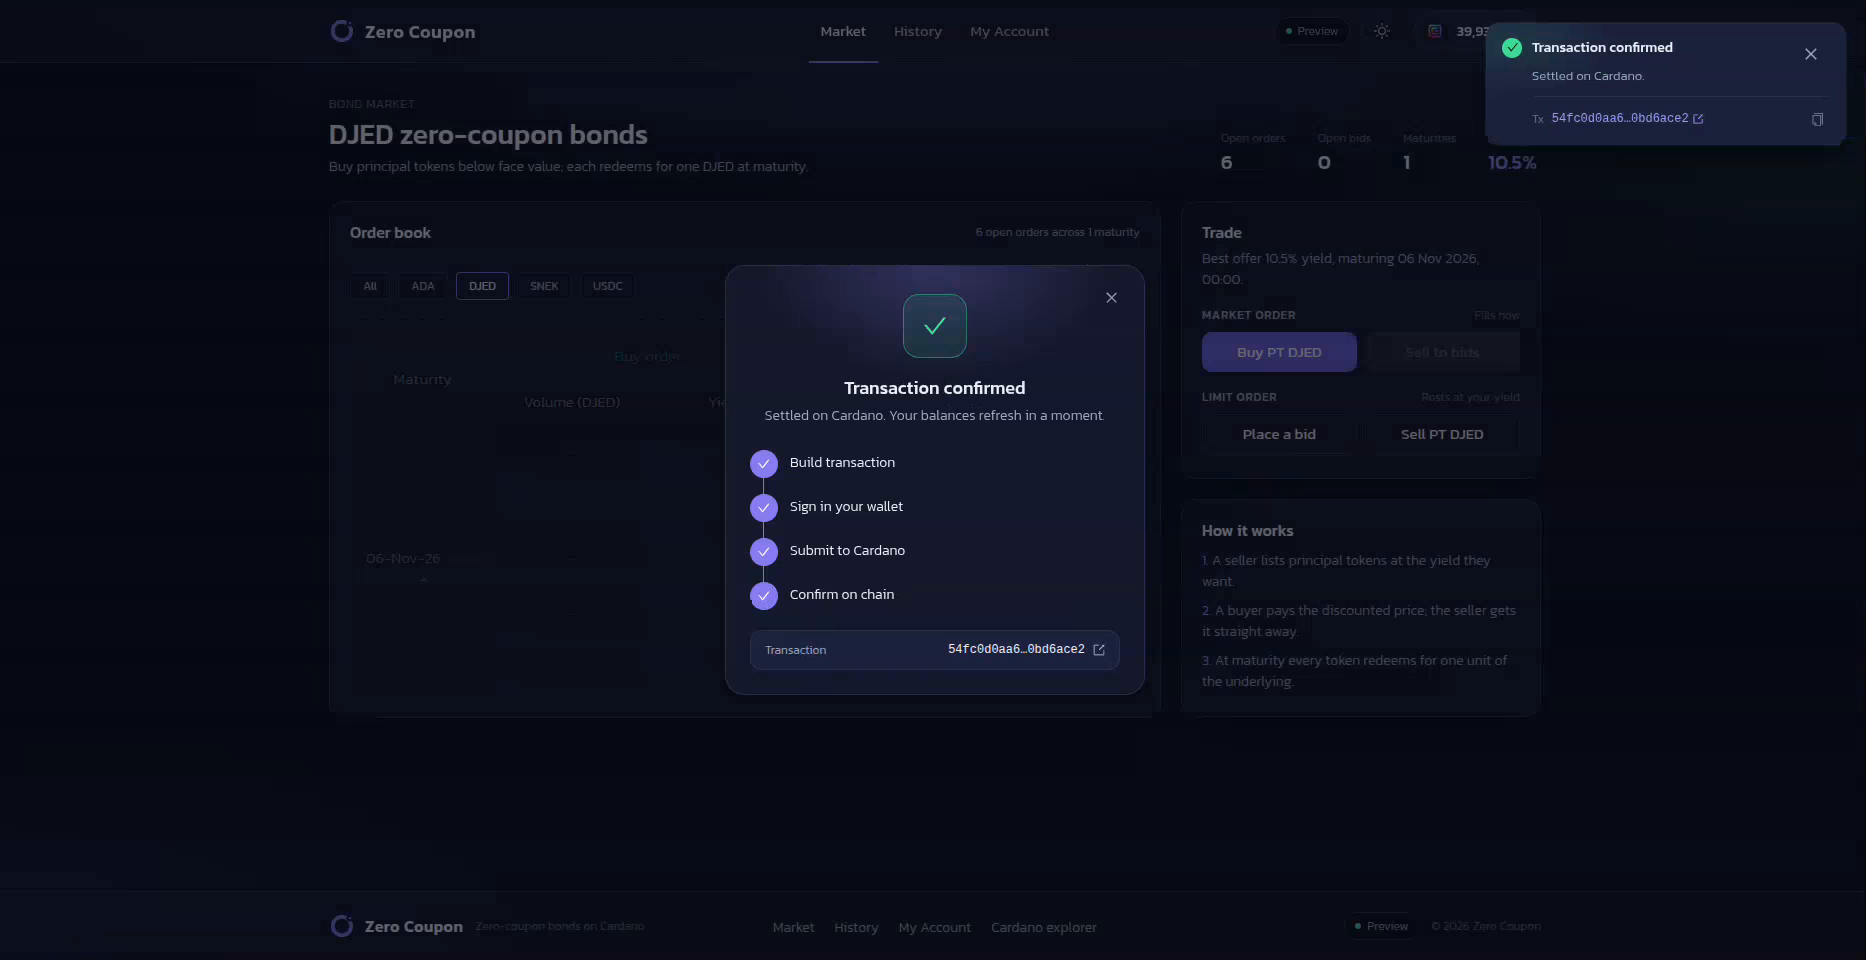 Zero Coupon
Market
History
My Account
Preview
Transaction confirmed
Settled on Cardano.
Tx 54fc0d0aa6…0bd6ace2
BOND MARKET
DJED zero-coupon bonds
Buy principal tokens below face value; each redeems for one DJED at maturity.
Open orders
6
Open bids
0
Maturities
1
10.5%
Order book
6 open orders across 1 maturity
All
ADA
DJED
SNEK
USDC
Buy order
Maturity
Volume (DJED)
06-Nov-26
Transaction confirmed
Settled on Cardano. Your balances refresh in a moment.
Build transaction
Sign in your wallet
Submit to Cardano
Confirm on chain
Transaction
54fc0d0aa6…0bd6ace2
Trade
Best offer 10.5% yield, maturing 06 Nov 2026,
00:00.
MARKET ORDER
Fills now
Buy PT DJED
Sell to bids
LIMIT ORDER
Posts at your yield
Place a bid
Sell PT DJED
How it works
1. A seller lists principal tokens at the yield they
want.
2. A buyer pays the discounted price; the seller gets
it straight away.
3. At maturity every token redeems for one unit of
the underlying.
Zero Coupon
Zero-coupon bonds on Cardano
Market
History
My Account
Cardano explorer
Preview
© 2026 Zero Coupon